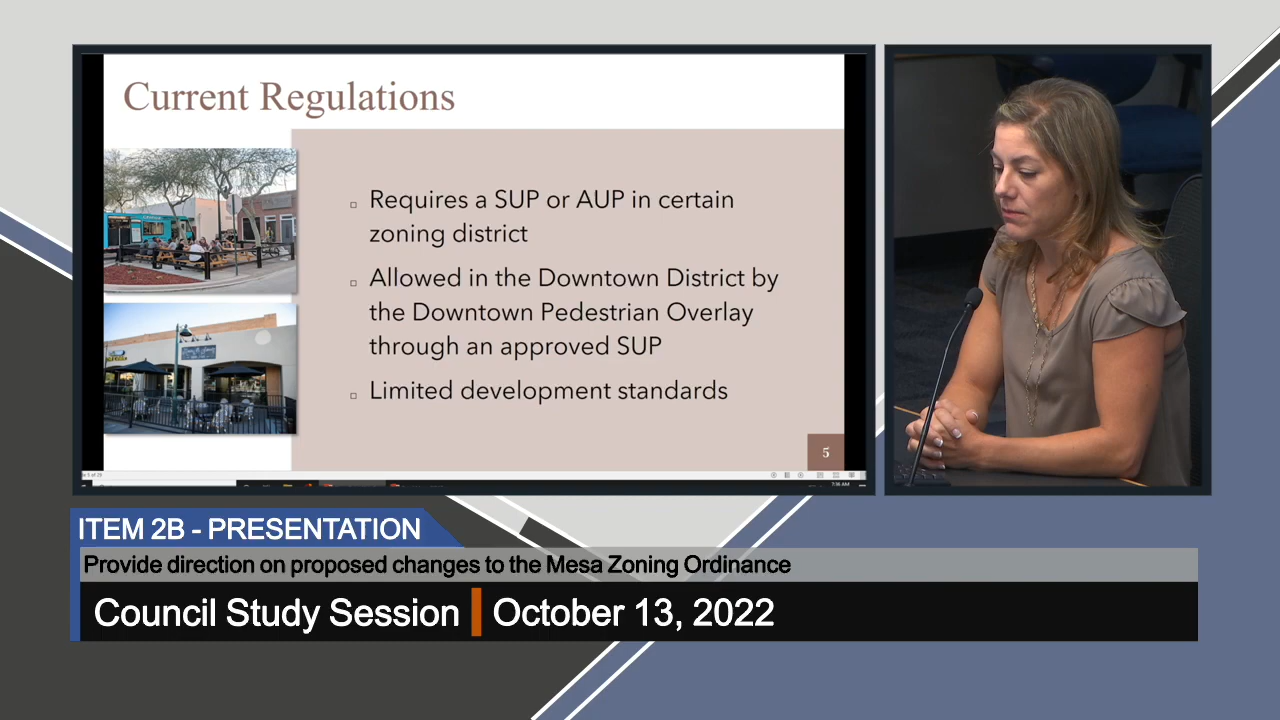 Current Regulations
Requires a SUP or AUP in certain
zoning district
Allowed in the Downtown District by
the Downtown Pedestrian Overlay
through an approved SUP
Limited development standards
5
ITEM 2B - PRESENTATION
Provide direction on proposed changes to the Mesa Zoning Ordinance
Council Study Session
October 13, 2022